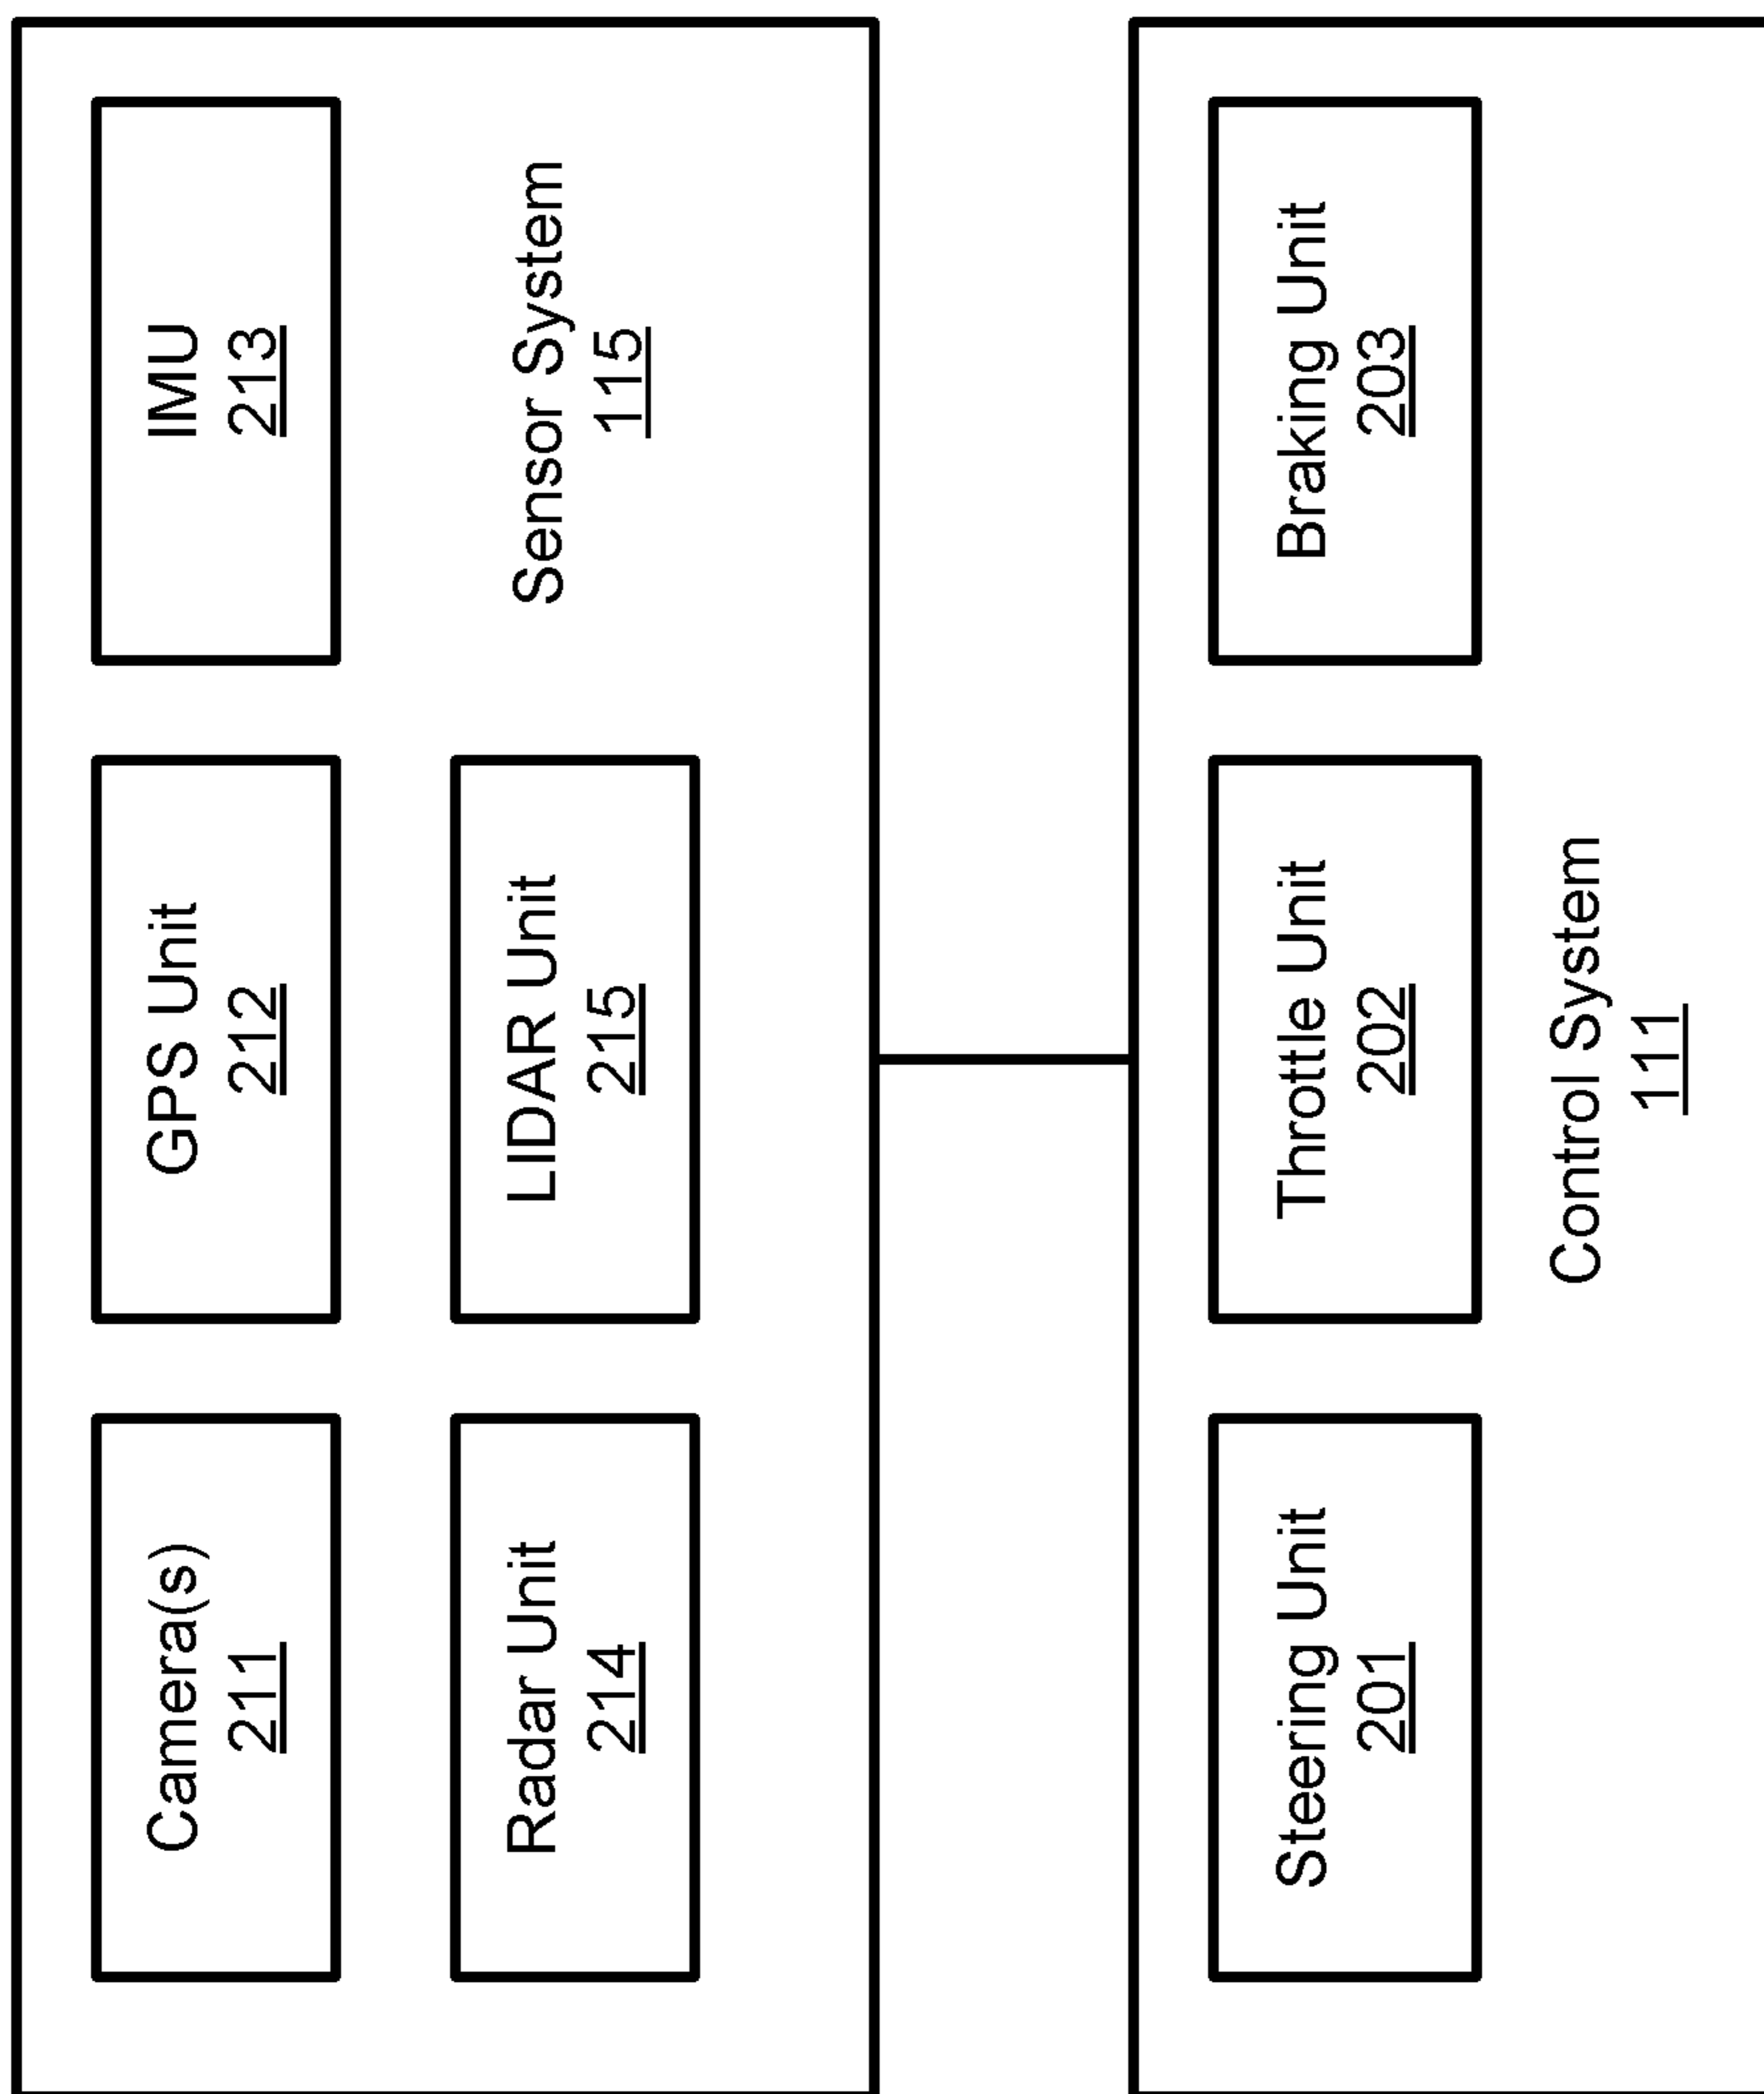 Camera(s)
211
GPS Unit
212
IMU
213
Radar Unit
214
LIDAR Unit
215
Sensor System
115
Steering Unit
201
Throttle Unit
202
Braking Unit
203
Control System
111